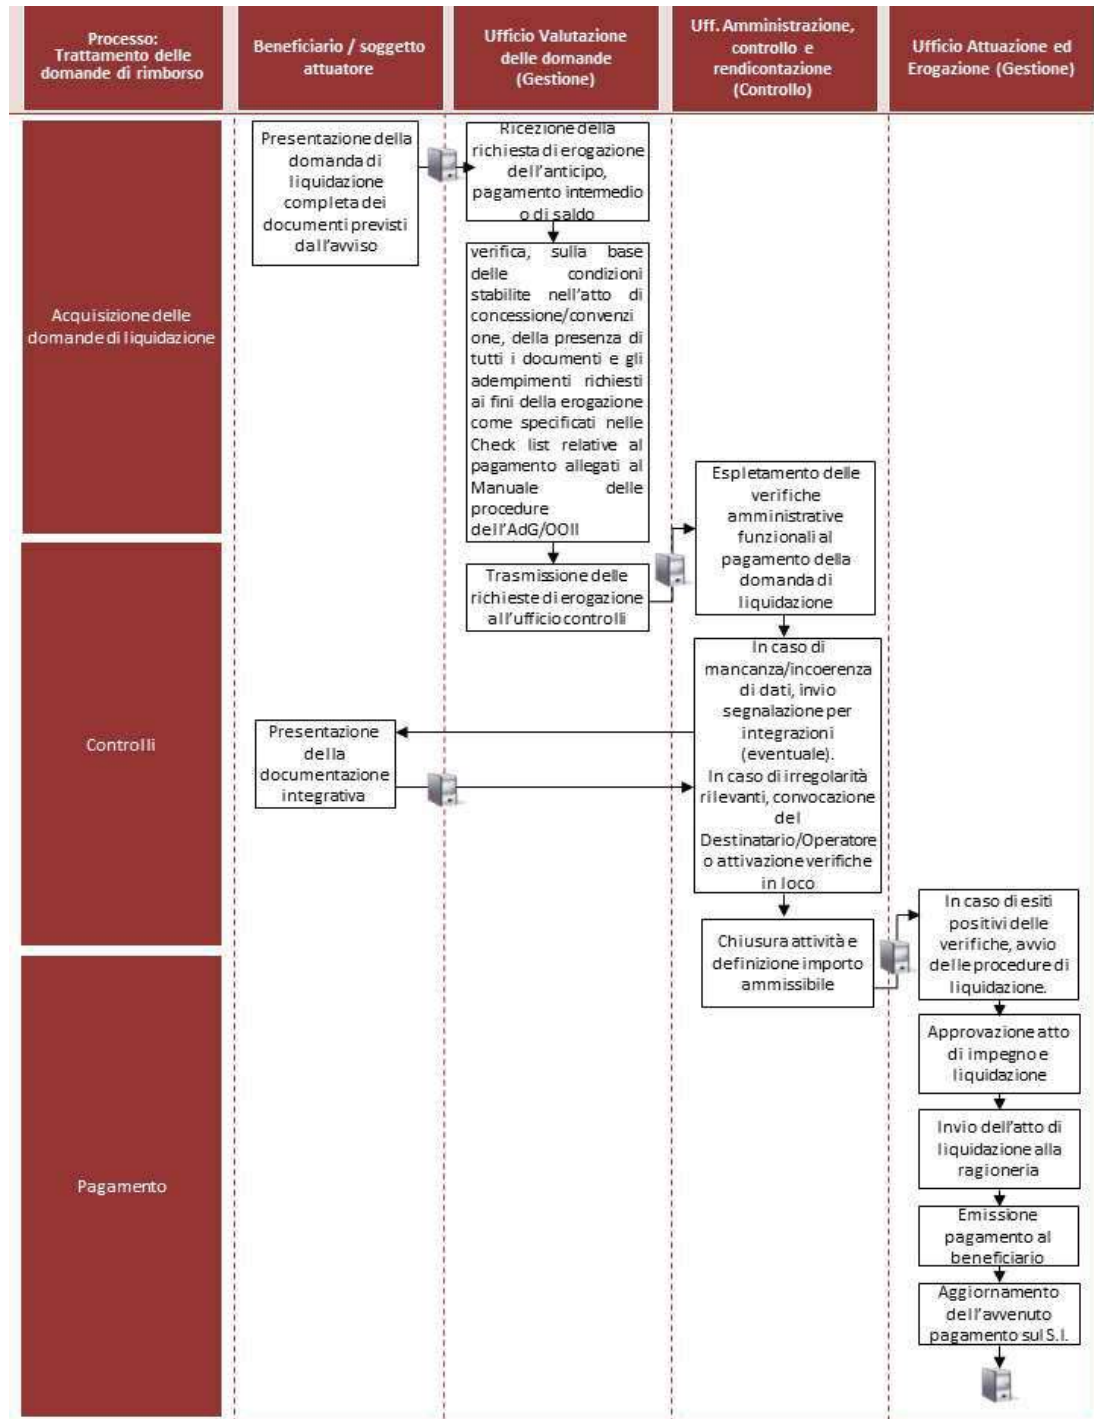 Processo:
Trattamento delle
domande di rimborso
Beneficiario / soggetto
attuatore
Ufficio Valutazione
delle domande
(Gestione)
Uff. Amministrazione,
controllo e
rendicontazione
(Controllo)
Ufficio Attuazione ed
Erogazione (Gestione)
Acquisizione delle
domande di liquidazione
Presentazione della
domanda di
liquidazione
completa dei
documenti previsti
dall'avviso
Ricezione della
richiesta di erogazione
dell'anticipo,
pagamento intermedio
o di saldo
verifica, sulla base
delle condizioni
stabilite nell'atto di
concessione/convenzi
one, della presenza di
tutti i documenti e gli
adempimenti richiesti
ai fini della erogazione
come specificati nelle
Check list relative al
pagamento allegati al
Manuale delle
procedure
dell'AdG/OOII
Trasmissione delle
richieste di erogazione
all'ufficio controlli
Espletamento delle
verifiche
amministrative
funzionali al
pagamento della
domanda di
liquidazione
Controlli
In caso di
mancanza/incoerenza
di dati, invio
segnalazione per
integrazioni
(eventuale).
In caso di irregolarità
rilevanti, convocazione
del
Destinatario/Operatore
o attivazione verifiche
in loco
Presentazione
della
documentazione
integrativa
Chiusura attività e
definizione importo
ammissibile
In caso di esiti
positivi delle
verifiche, avvio
delle procedure di
liquidazione.
Pagamento
Approvazione atto
di impegno e
liquidazione
Invio dell'atto di
liquidazione alla
ragioneria
Emissione
pagamento al
beneficiario
Aggiornamento
dell'avvenuto
pagamento sul S.I.